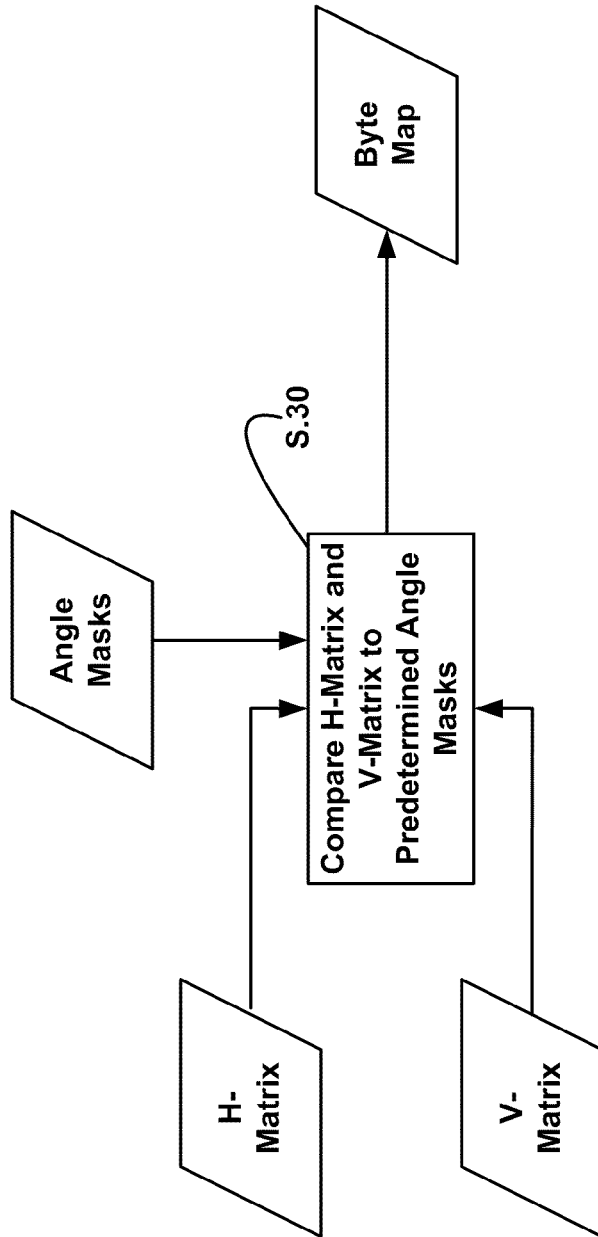 H-
Matrix
V-
Matrix
Angle
Masks
Compare H-Matrix and
V-Matrix to
Predetermined Angle
Masks
S.30
Byte
Map